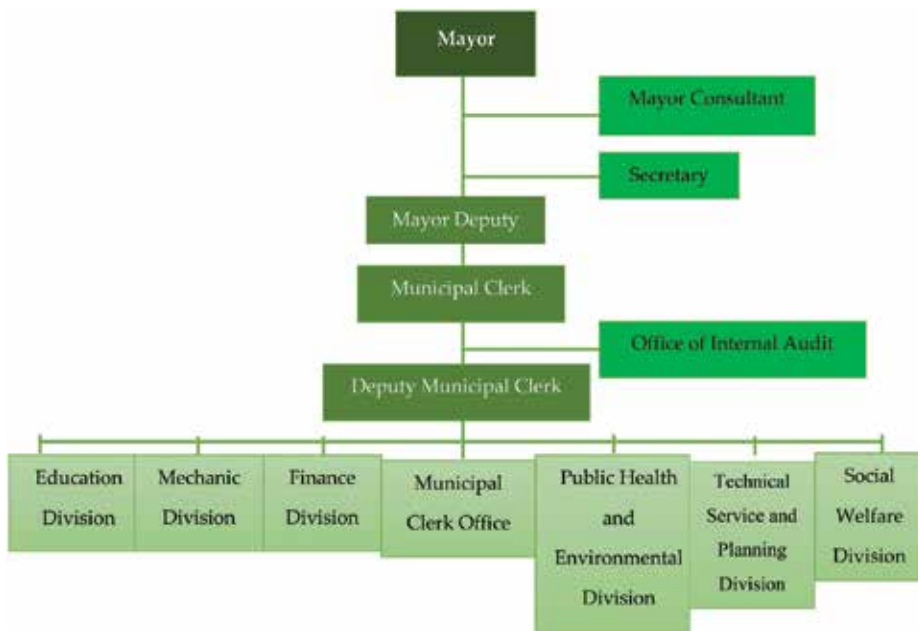 Mayor
Mayor Consultant
Secretary
Mayor Deputy
Municipal Clerk
Office of Internal Audit
Deputy Municipal Clerk
Education
Division
Mechanic
Division
Finance
Division
Municipal
Clerk Office
Public Health
and
Environmental
Division
Technical
Service and
Planning
Division
Social
Welfare
Division